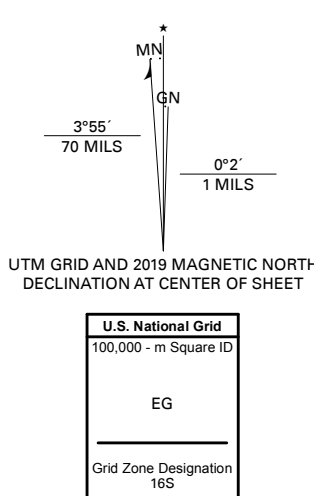 ★
MN
GN
3°55´
70 MILS
0°2´
1 MILS
UTM GRID AND 2019 MAGNETIC NORTH
DECLINATION AT CENTER OF SHEET
U.S. National Grid
100,000 - m Square ID
EG
Grid Zone Designation
16S